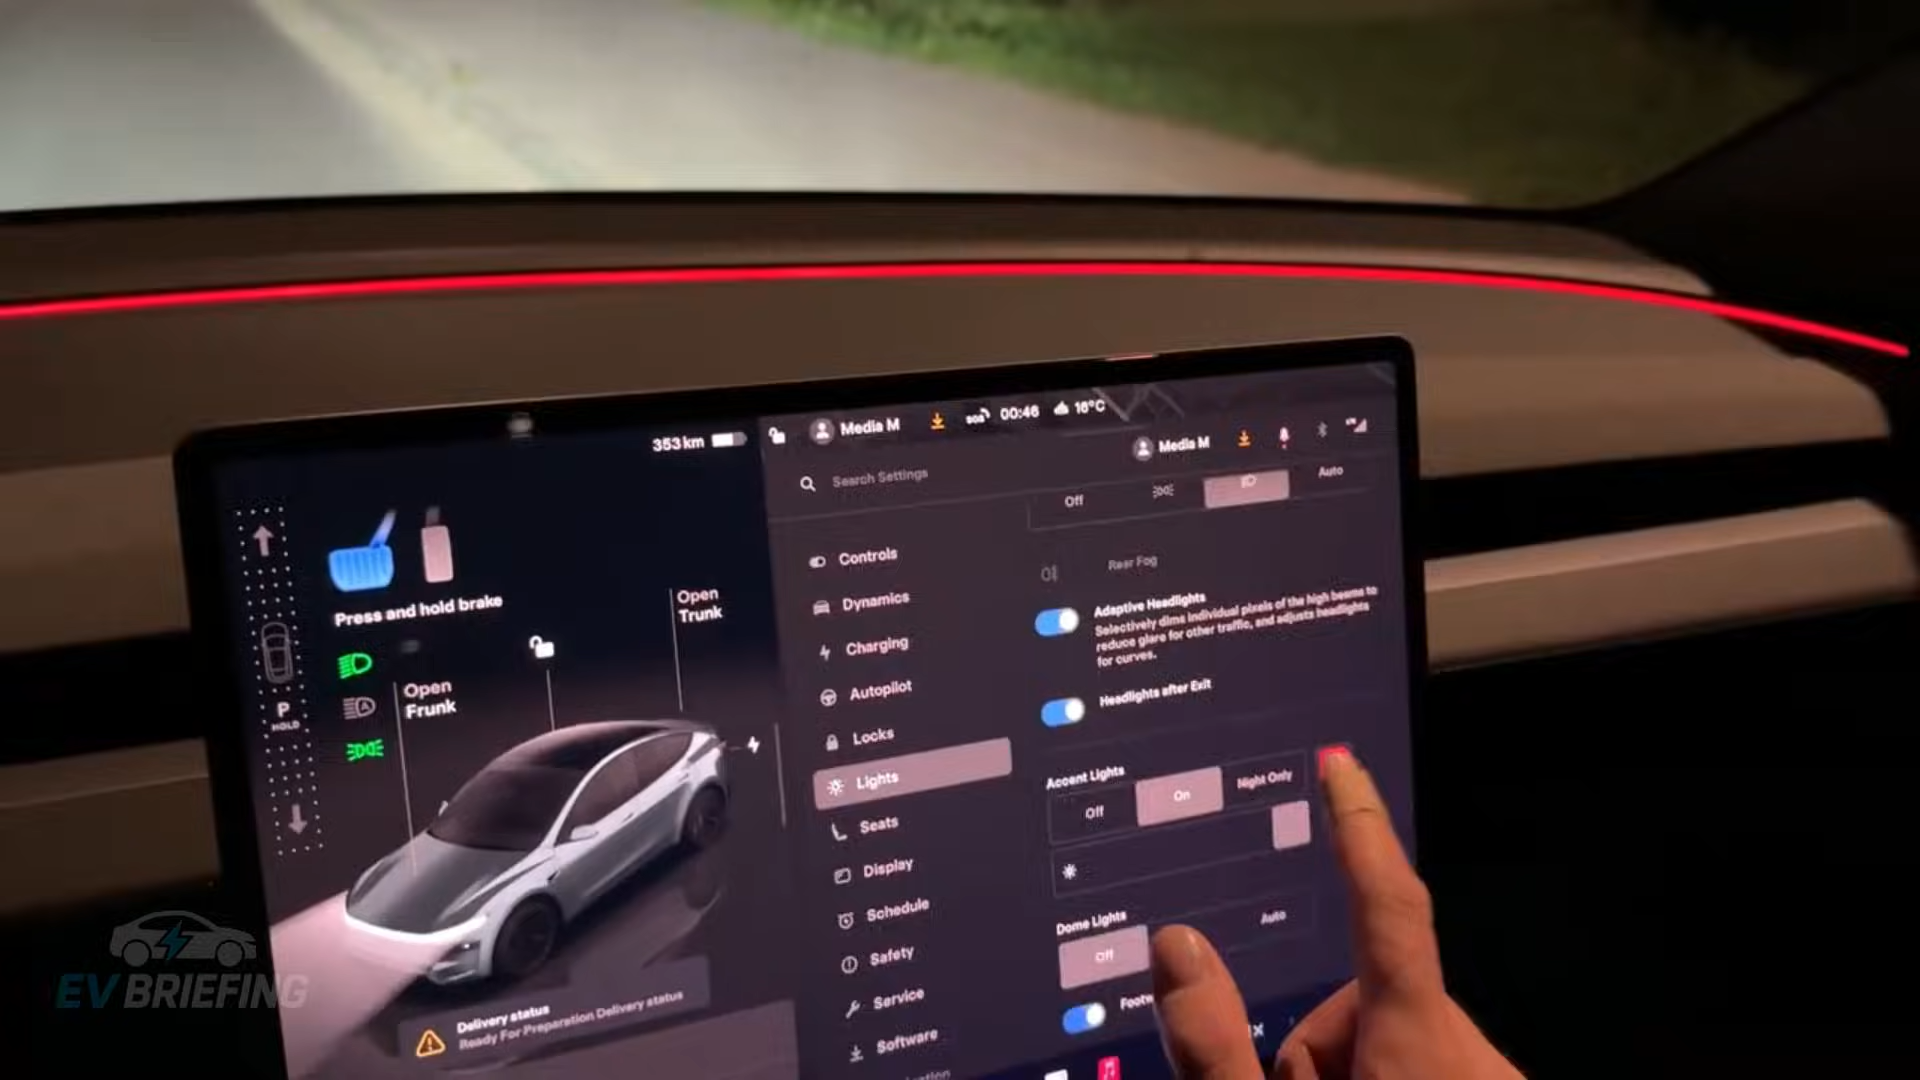 353 km
Media M
SOS
00:46
16°C
Media M
LTE
Search Settings
Press and hold brake
P
HOLD
Open
Trunk
Open
Frunk
Delivery status
Ready For Preparation Delivery status
Controls
Dynamics
Charging
Autopilot
Locks
Lights
Seats
Display
Schedule
Safety
Service
Software
Off
Auto
Rear Fog
Adaptive Headlights
Selectively dims individual pixels of the high beams to
reduce glare for other traffic, and adjusts headlights
for curves.
Headlights after Exit
Accent Lights
Off
On
Night Only
Dome Lights
Off
Auto
EV BRIEFING